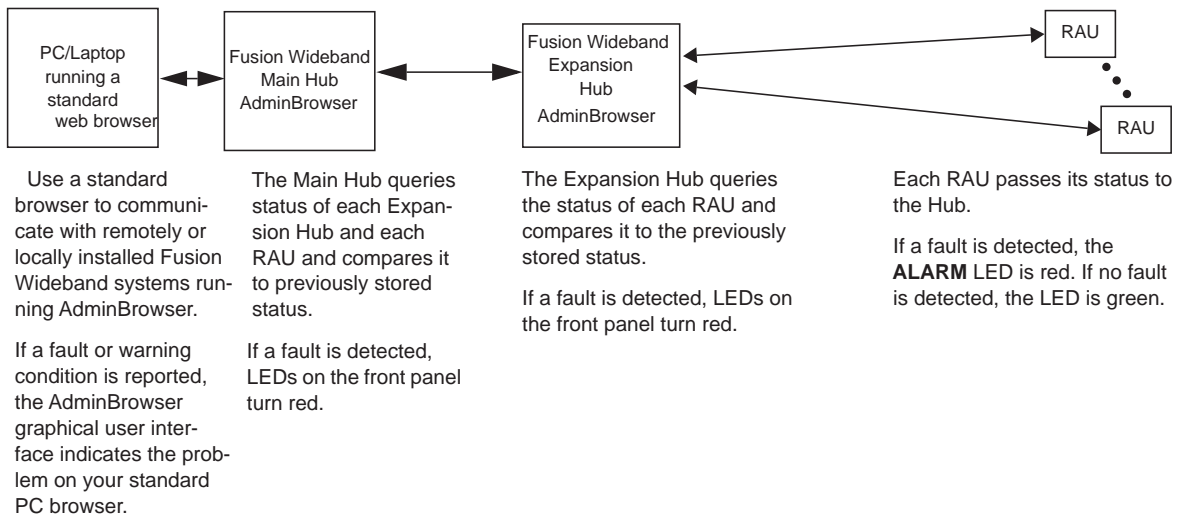 PC/Laptop
running a
standard
web browser
Fusion Wideband
Main Hub
AdminBrowser
Fusion Wideband
Expansion
Hub
AdminBrowser
RAU
RAU
Use a standard
browser to communi-
cate with remotely or
locally installed Fusion
Wideband systems run-
ning AdminBrowser.
If a fault or warning
condition is reported,
the AdminBrowser
graphical user inter-
face indicates the prob-
lem on your standard
PC browser.
The Main Hub queries
status of each Expan-
sion Hub and each
RAU and compares it
to previously stored
status.
If a fault is detected,
LEDs on the front panel
turn red.
The Expansion Hub queries
the status of each RAU and
compares it to the previously
stored status.
If a fault is detected, LEDs on
the front panel turn red.
Each RAU passes its status to
the Hub.
If a fault is detected, the
ALARM LED is red. If no fault
is detected, the LED is green.